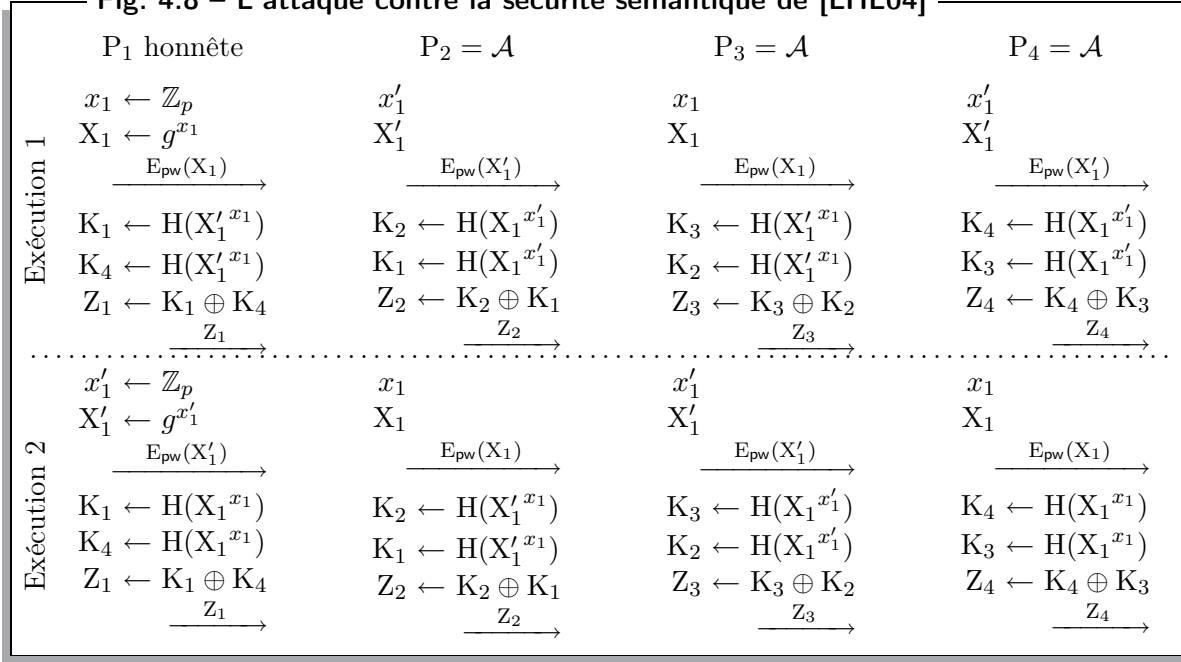 Fig. 4.8 – L'attaque contre la sécurité sémantique de [LHL04]
P₁ honnête P₂ = 𝒜 P₃ = 𝒜 P₄ = 𝒜
Exécution 1
x₁ ← ℤ_p x′₁ x₁ x′₁
X₁ ← g^{x₁} X′₁ X₁ X′₁
E_pw(X₁) E_pw(X′₁) E_pw(X₁) E_pw(X′₁)
K₁ ← H(X′₁^{x₁}) K₂ ← H(X₁^{x′₁}) K₃ ← H(X′₁^{x₁}) K₄ ← H(X₁^{x′₁})
K₄ ← H(X′₁^{x₁}) K₁ ← H(X₁^{x′₁}) K₂ ← H(X′₁^{x₁}) K₃ ← H(X₁^{x′₁})
Z₁ ← K₁ ⊕ K₄ Z₂ ← K₂ ⊕ K₁ Z₃ ← K₃ ⊕ K₂ Z₄ ← K₄ ⊕ K₃
Z₁ Z₂ Z₃ Z₄
Exécution 2
x′₁ ← ℤ_p x₁ x′₁ x₁
X′₁ ← g^{x′₁} X₁ X′₁ X₁
E_pw(X′₁) E_pw(X₁) E_pw(X′₁) E_pw(X₁)
K₁ ← H(X₁^{x₁}) K₂ ← H(X′₁^{x₁}) K₃ ← H(X₁^{x′₁}) K₄ ← H(X₁^{x₁})
K₄ ← H(X₁^{x₁}) K₁ ← H(X′₁^{x₁}) K₂ ← H(X₁^{x′₁}) K₃ ← H(X₁^{x₁})
Z₁ ← K₁ ⊕ K₄ Z₂ ← K₂ ⊕ K₁ Z₃ ← K₃ ⊕ K₂ Z₄ ← K₄ ⊕ K₃
Z₁ Z₂ Z₃ Z₄